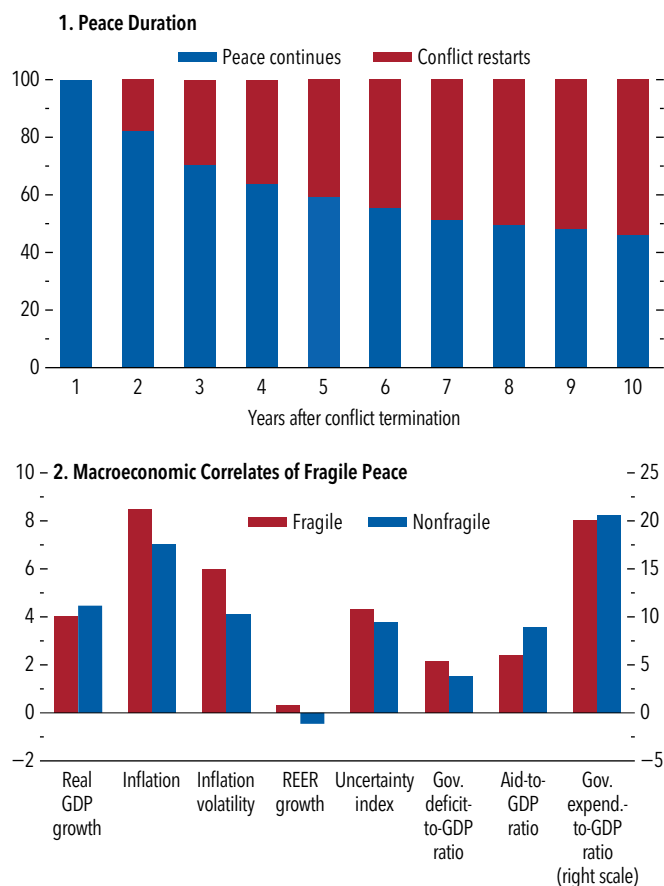 1. Peace Duration
Peace continues Conflict restarts
100
80
60
40
20
0
1 2 3 4 5 6 7 8 9 10
Years after conflict termination
2. Macroeconomic Correlates of Fragile Peace
Fragile Nonfragile
10 25
8 20
6 15
4 10
2 5
0 0
–2 –5
Real Inflation Inflation REER Uncertainty Gov. Aid-to- Gov.
GDP volatility growth index deficit- GDP expend.-
growth to-GDP ratio to-GDP
ratio ratio
(right scale)